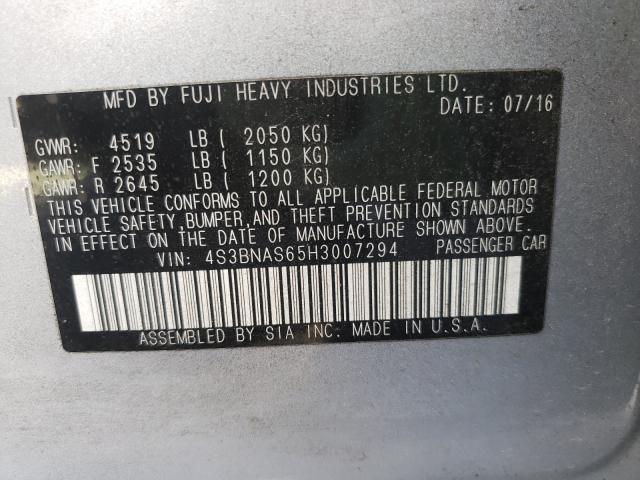 MFD BY FUJI HEAVY INDUSTRIES LTD.
DATE: 07/16
GVWR: 4519 LB ( 2050 KG)
GAWR: F 2535 LB ( 1150 KG)
GAWR: R 2645 LB ( 1200 KG)
THIS VEHICLE CONFORMS TO ALL APPLICABLE FEDERAL MOTOR
VEHICLE SAFETY,BUMPER,AND THEFT PREVENTION STANDARDS
IN EFFECT ON THE DATE OF MANUFACTURE SHOWN ABOVE.
VIN: 4S3BNAS65H3007294 PASSENGER CAR
ASSEMBLED BY SIA INC. MADE IN U.S.A.